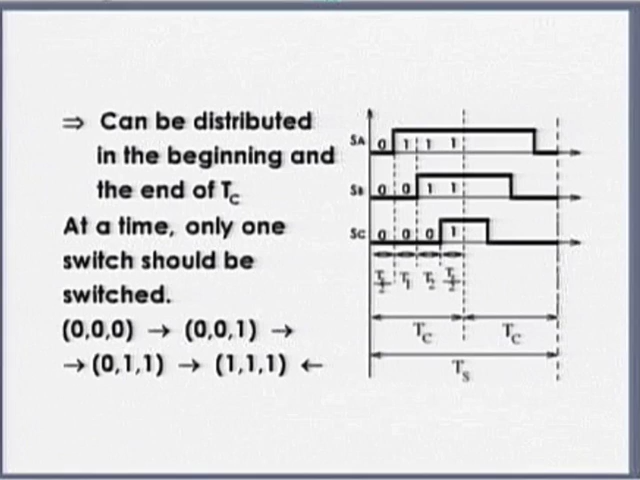 ⇒ Can be distributed
in the beginning and
the end of Tc
At a time, only one
switch should be
switched.
(0,0,0) → (0,0,1) →
→ (0,1,1) → (1,1,1) ←
SA 0 1 1 1
SB 0 0 1 1
SC 0 0 0 1
T1 T2
Tc Tc
Ts